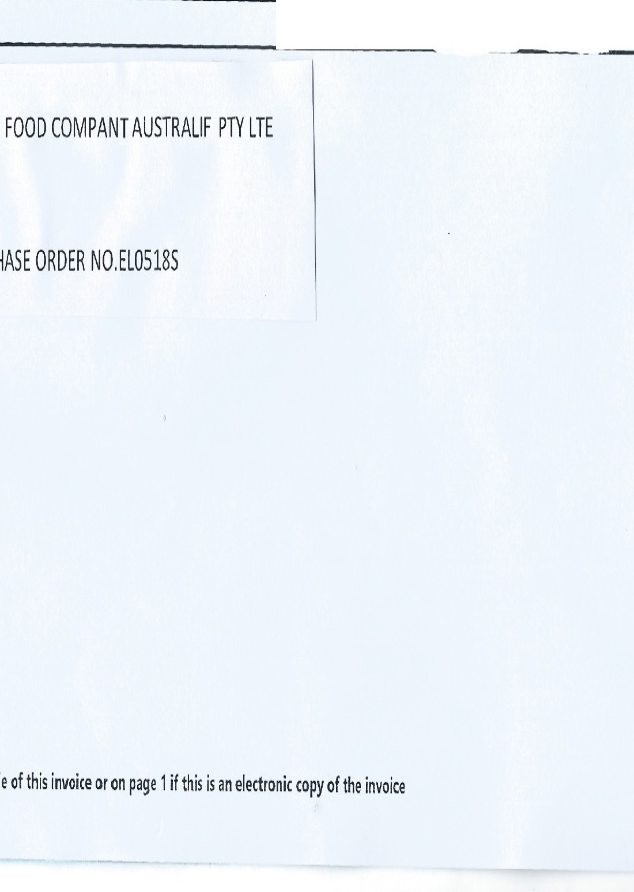 FOOD COMPANT AUSTRALIF PTY LTE
HASE ORDER NO.EL0518S
e of this invoice or on page 1 if this is an electronic copy of the invoice